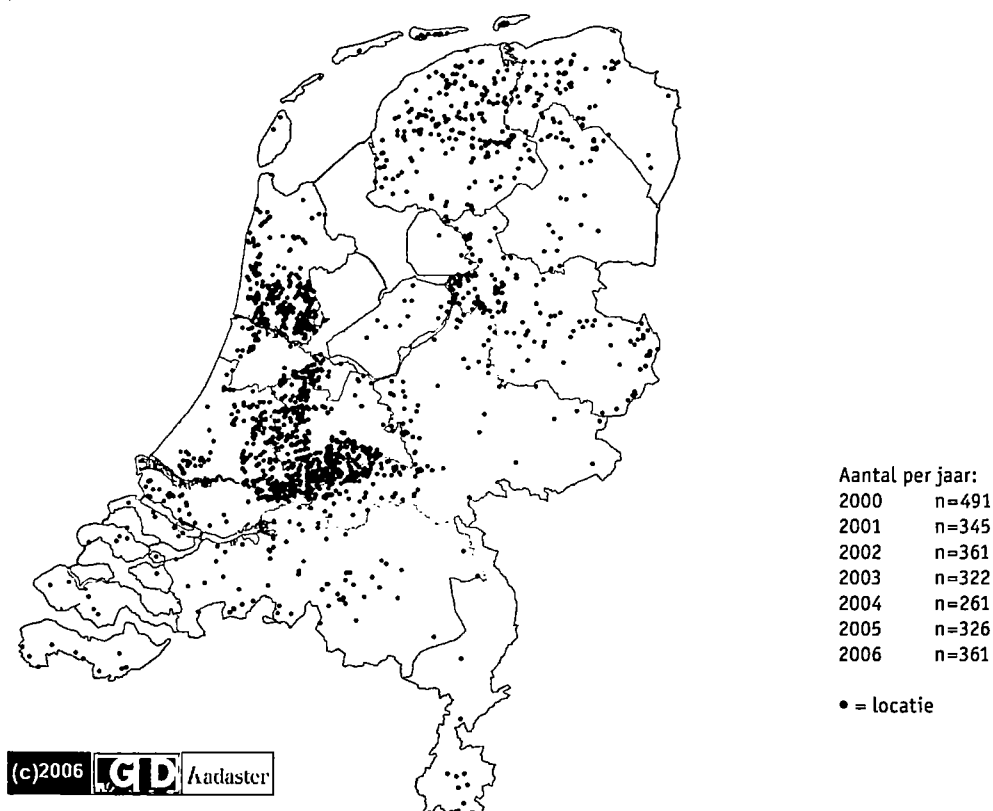 Aantal per jaar:
2000 n=491
2001 n=345
2002 n=361
2003 n=322
2004 n=261
2005 n=326
2006 n=361
• = locatie
(c)2006 GD Kadaster